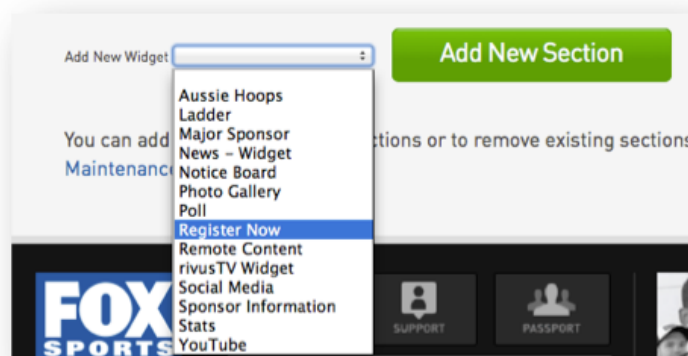 Add New Widget
Add New Section
Aussie Hoops
Ladder
Major Sponsor
News – Widget
Notice Board
Photo Gallery
Poll
Register Now
Remote Content
rivusTV Widget
Social Media
Sponsor Information
Stats
YouTube
You can add
ctions or to remove existing sections
Maintenance
FOX
SPORTS
SUPPORT
PASSPORT